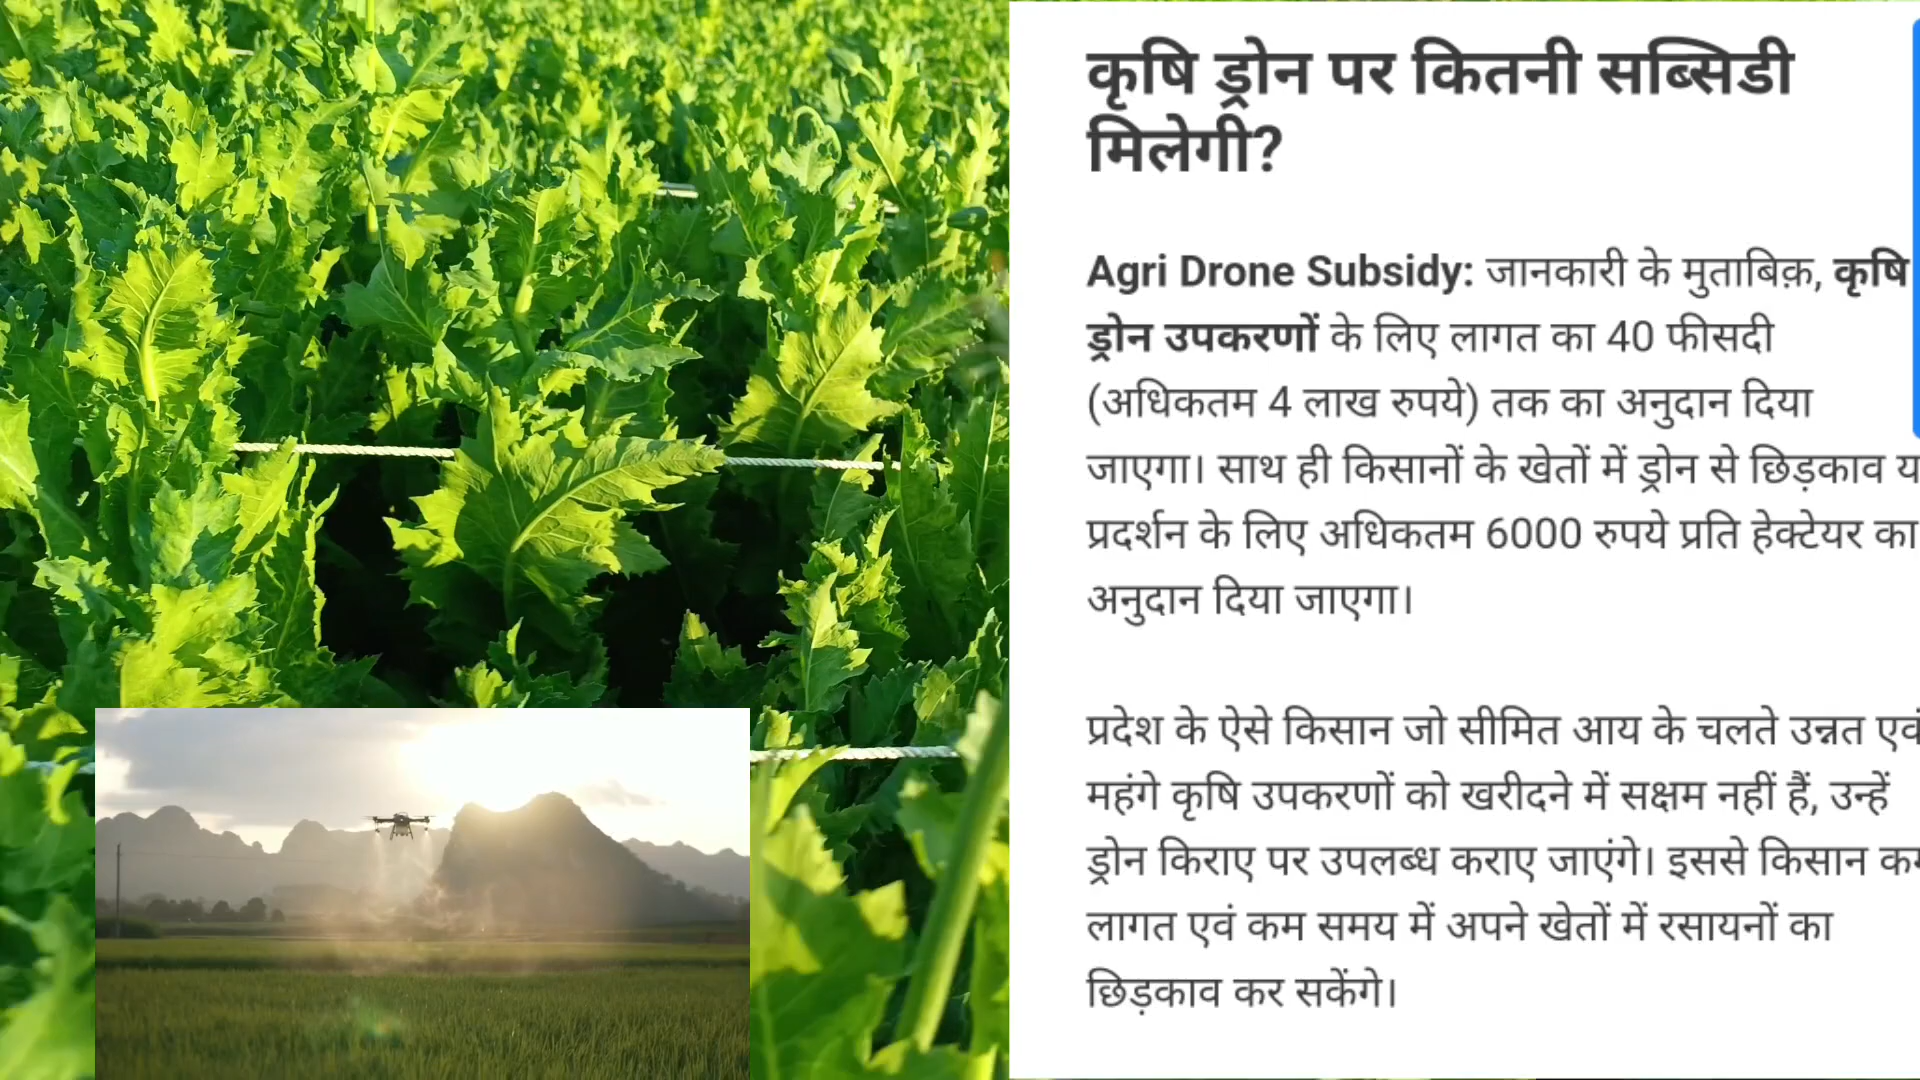 कृषि ड्रोन पर कितनी सब्सिडी
मिलेगी?
Agri Drone Subsidy: जानकारी के मुताबिक़, कृषि
ड्रोन उपकरणों के लिए लागत का 40 फीसदी
(अधिकतम 4 लाख रुपये) तक का अनुदान दिया
जाएगा। साथ ही किसानों के खेतों में ड्रोन से छिड़काव
प्रदर्शन के लिए अधिकतम 6000 रुपये प्रति हेक्टेयर का
अनुदान दिया जाएगा।
प्रदेश के ऐसे किसान जो सीमित आय के चलते उन्नत
महंगे कृषि उपकरणों को खरीदने में सक्षम नहीं हैं, उन्हें
ड्रोन किराए पर उपलब्ध कराए जाएंगे। इससे किसान
लागत एवं कम समय में अपने खेतों में रसायनों का
छिड़काव कर सकेंगे।